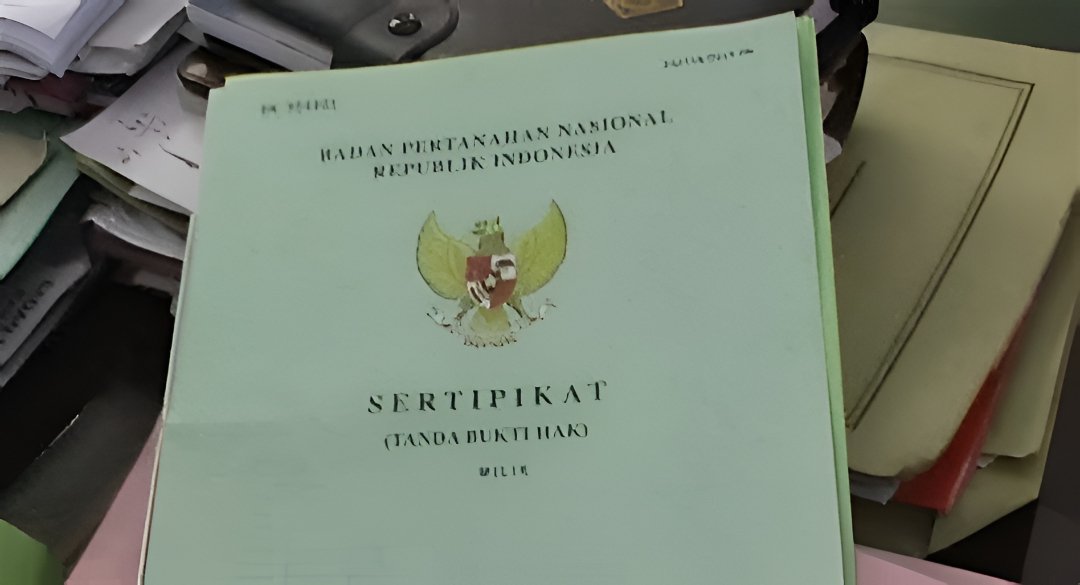 BADAN PERTANAHAN NASIONAL
REPUBLIK INDONESIA
SERTIPIKAT
(TANDA BUKTI HAK)
MILIK